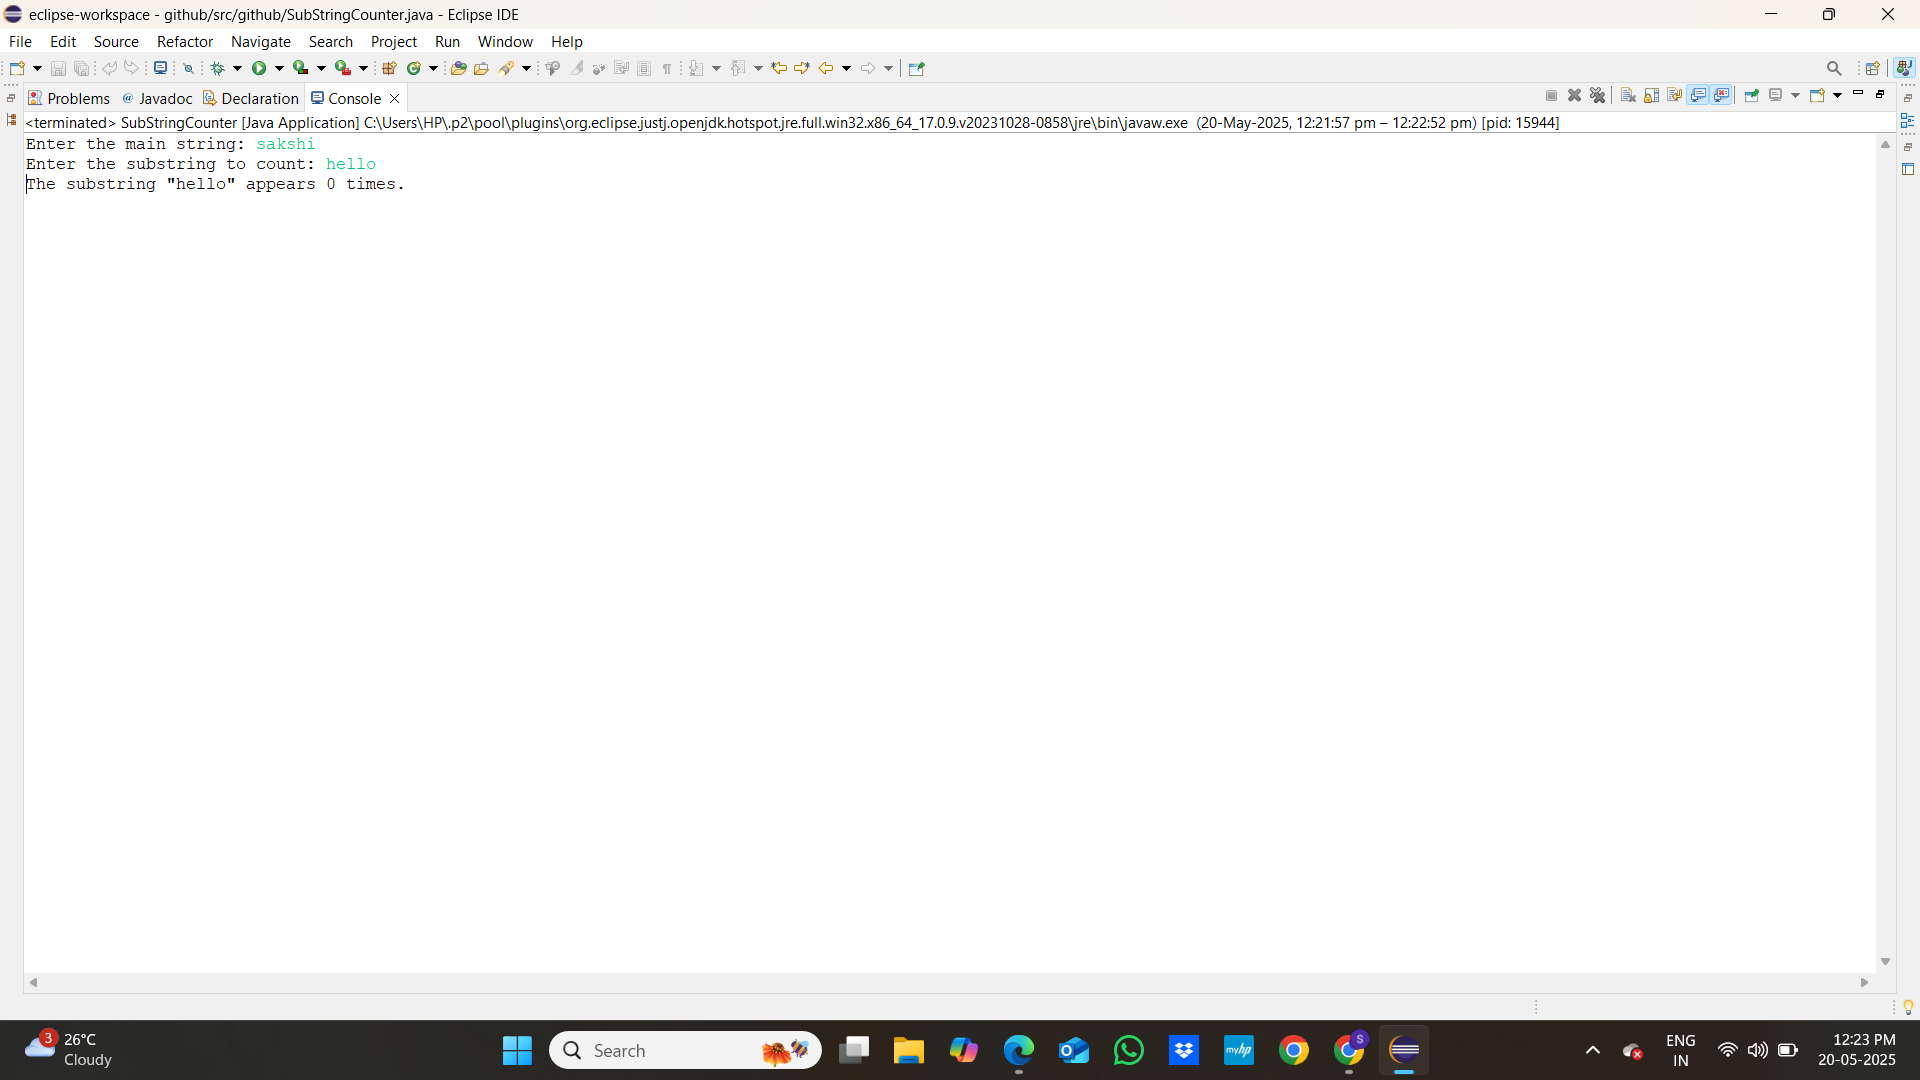 eclipse-workspace - github/src/github/SubStringCounter.java - Eclipse IDE
File Edit Source Refactor Navigate Search Project Run Window Help
Problems @ Javadoc Declaration Console
<terminated> SubStringCounter [Java Application] C:\Users\HP\.p2\pool\plugins\org.eclipse.justj.openjdk.hotspot.jre.full.win32.x86_64_17.0.9.v20231028-0858\jre\bin\javaw.exe (20-May-2025, 12:21:57 pm – 12:22:52 pm) [pid: 15944]
Enter the main string: sakshi
Enter the substring to count: hello
The substring "hello" appears 0 times.
3 26°C
Cloudy
Search
myhp
S
ENG
IN
12:23 PM
20-05-2025